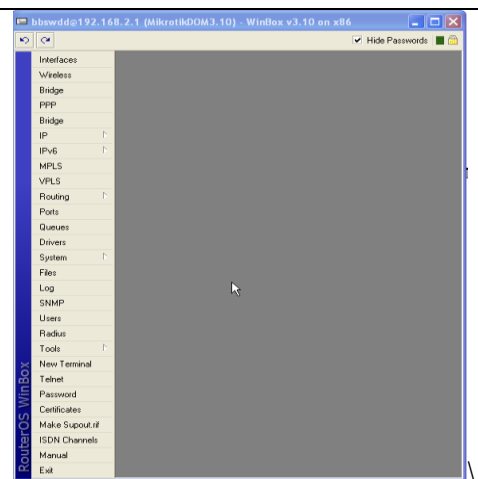 bbswdd@192.168.2.1 (MikrotikDOM3.10) - WinBox v3.10 on x86
Hide Passwords
Interfaces
Wireless
Bridge
PPP
Bridge
IP
IPv6
MPLS
VPLS
Routing
Ports
Queues
Drivers
System
Files
Log
SNMP
Users
Radius
Tools
New Terminal
Telnet
Password
Certificates
Make Supout.rif
ISDN Channels
Manual
Exit
RouterOS WinBox
\